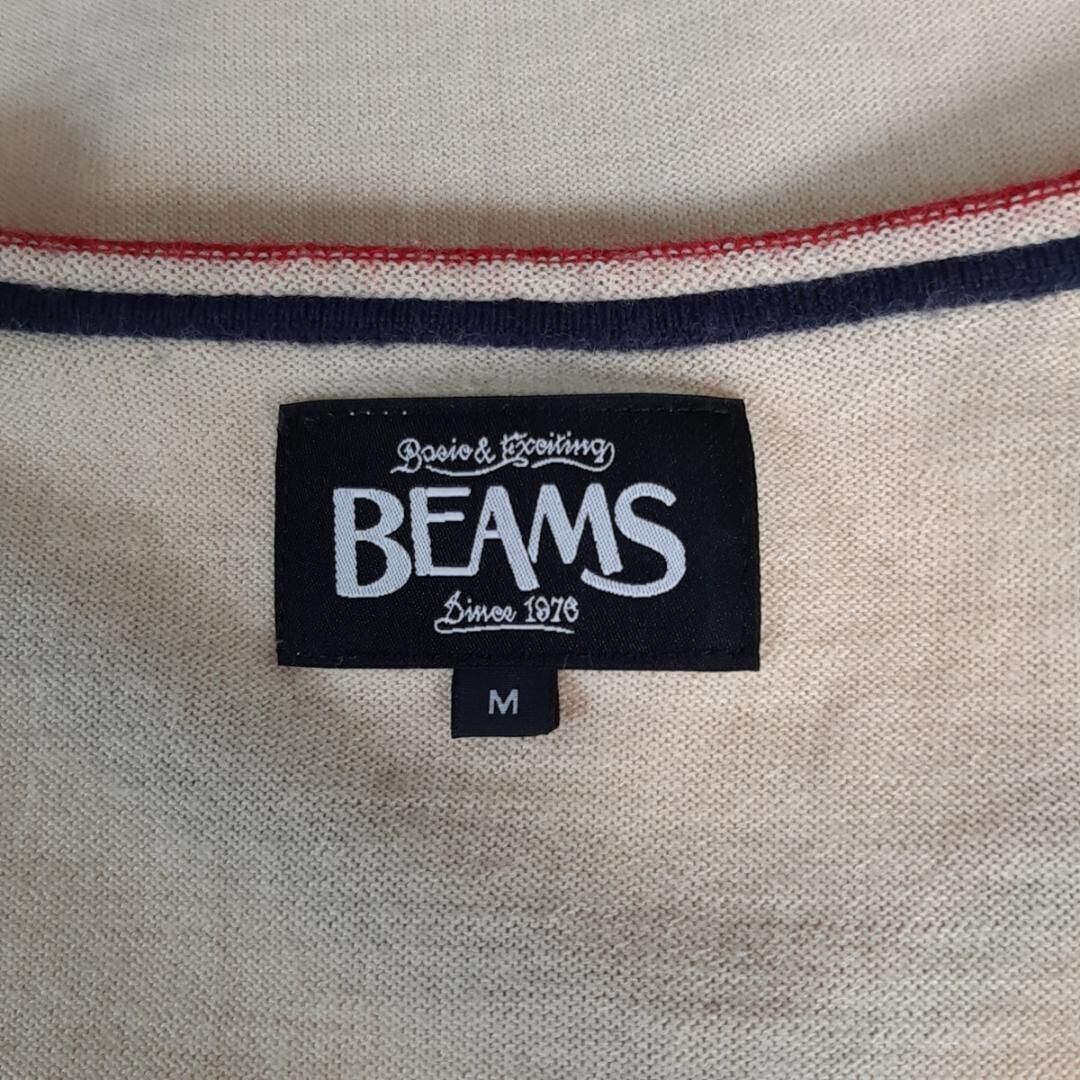 Basic & Exciting
BEAMS
Since 1976
M